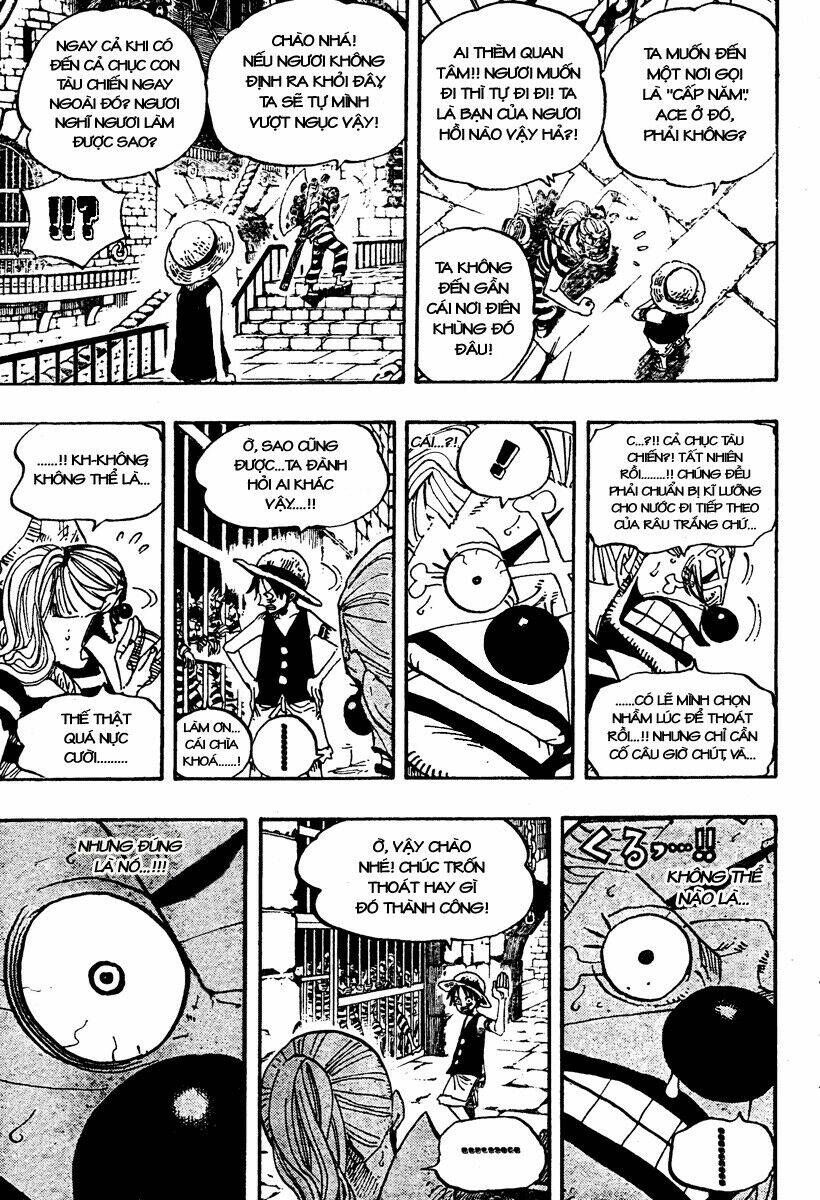 TA MUỐN ĐẾN
MỘT NƠI GỌI
LÀ "CẤP NĂM".
ACE Ở ĐÓ,
PHẢI KHÔNG?
AI THÈM QUAN
TÂM!! NGƯƠI MUỐN
ĐI THÌ TỰ ĐI ĐI! TA
LÀ BẠN CỦA NGƯƠI
HỒI NÀO VẬY HẢ?!
TA KHÔNG
ĐẾN GẦN
CÁI NƠI ĐIÊN
KHÙNG ĐÓ
ĐÂU!
CHÀO NHÁ!
NẾU NGƯƠI KHÔNG
ĐỊNH RA KHỎI ĐÂY,
TA SẼ TỰ MÌNH
VƯỢT NGỤC VẬY!
NGAY CẢ KHI CÓ
ĐẾN CẢ CHỤC CON
TÀU CHIẾN NGAY
NGOÀI ĐÓ? NGƯƠI
NGHĨ NGƯƠI LÀM
ĐƯỢC SAO?
!!?
C...?!! CẢ CHỤC TÀU
CHIẾN?! TẤT NHIÊN
RỒI........!! CHÚNG ĐỀU
PHẢI CHUẨN BỊ KĨ LƯỠNG
CHO NƯỚC ĐI TIẾP THEO
CỦA RÂU TRẮNG CHỨ...
......CÓ LẼ MÌNH CHỌN
NHẦM LÚC ĐỂ THOÁT
RỒI...!! NHƯNG CHỈ CẦN
CỐ CÂU GIỜ CHÚT, VÀ...
!
CÁI...?!
Ờ, SAO CŨNG
ĐƯỢC...TA ĐÀNH
HỎI AI KHÁC
VẬY.....!!
LÀM ƠN...
CÁI CHÌA
KHOÁ......!
........
......!! KH-KHÔNG,
KHÔNG THỂ LÀ...
THẾ THẬT
QUÁ NỰC
CƯỜI.........
くるっ…!!
KHÔNG THỂ
NÀO LÀ...
........
Ờ, VẬY CHÀO
NHÉ! CHÚC TRỐN
THOÁT HAY GÌ
ĐÓ THÀNH CÔNG!
..........
NHƯNG ĐÚNG
LÀ NÓ...!!!